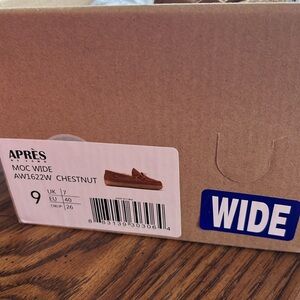 APRÈS
MOC WIDE
AW1622W CHESTNUT
9
UK 7
EU 40
26
WIDE